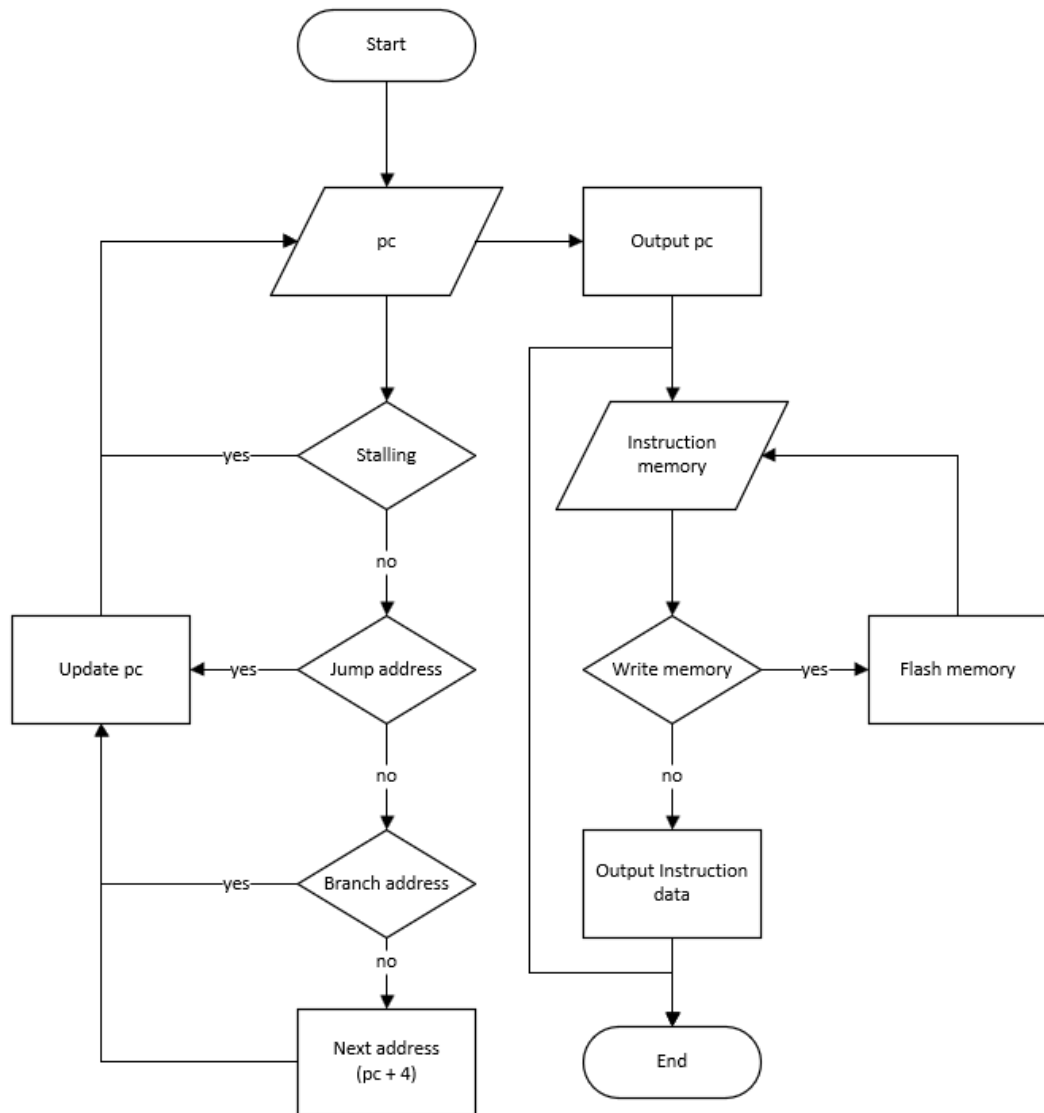 Start
pc
Output pc
Stalling
yes
Instruction
memory
no
Update pc
yes
Jump address
Write memory
yes
Flash memory
no
no
yes
Branch address
Output Instruction
data
no
Next address
(pc + 4)
End